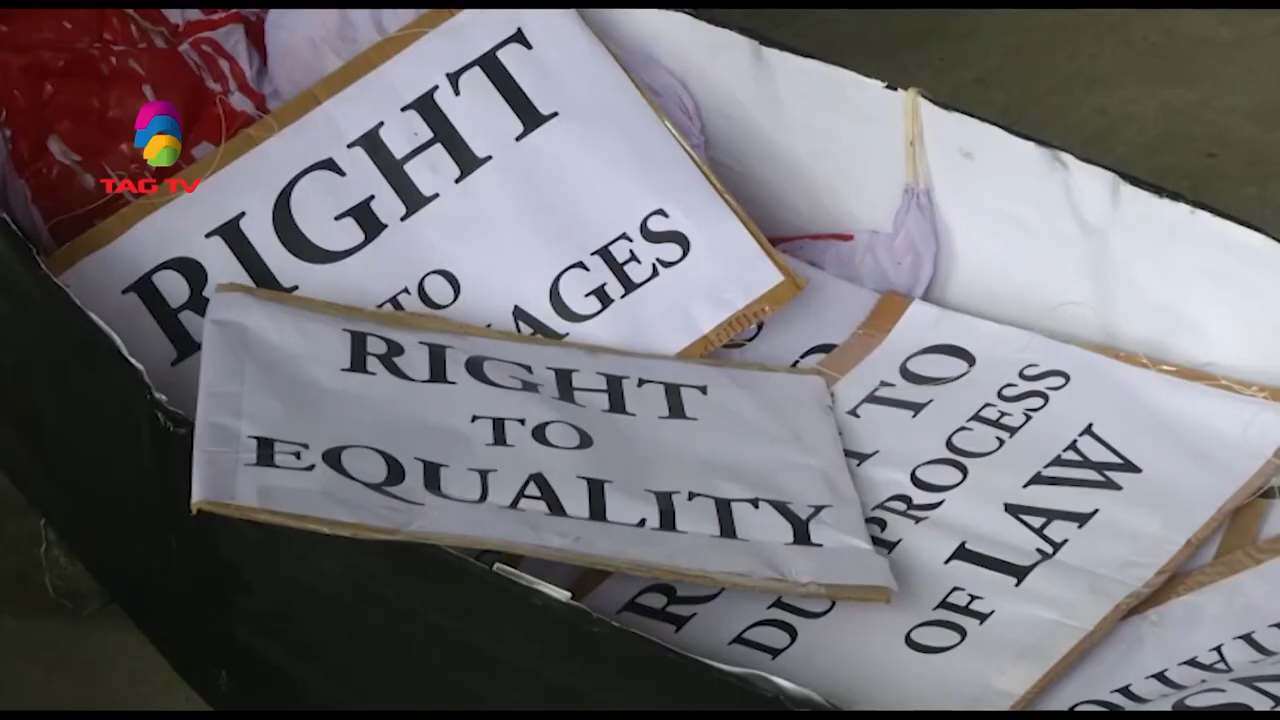 TAG TV
RIGHT
TO
AGES
RIGHT
TO
EQUALITY
TO
PROCESS
OF LAW